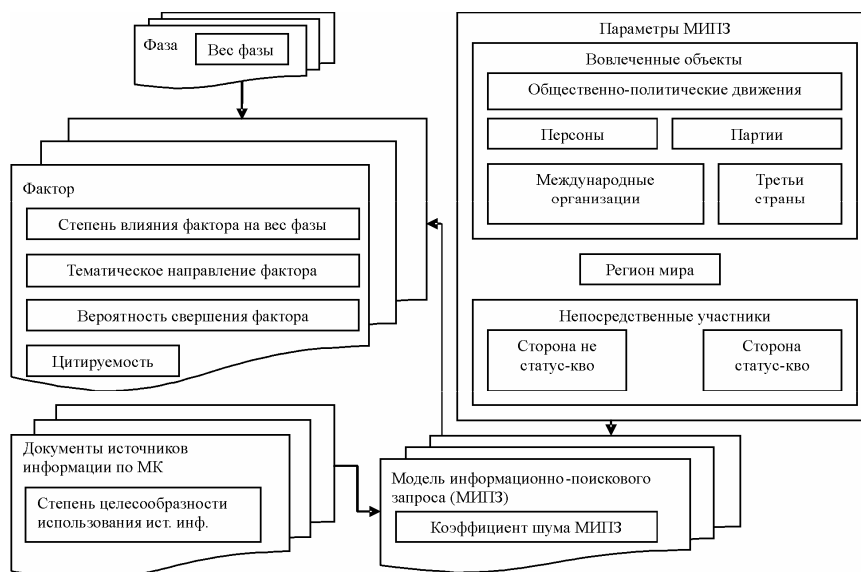 Фаза
Вес фазы
Фактор
Степень влияния фактора на вес фазы
Тематическое направление фактора
Вероятность свершения фактора
Цитируемость
Документы источников
информации по МК
Степень целесообразности
использования ист. инф.
Параметры МИПЗ
Вовлеченные объекты
Общественно-политические движения
Персоны
Партии
Международные
организации
Третьи
страны
Регион мира
Непосредственные участники
Сторона не
статус-кво
Сторона
статус-кво
Модель информационно-поискового
запроса (МИПЗ)
Коэффициент шума МИПЗ